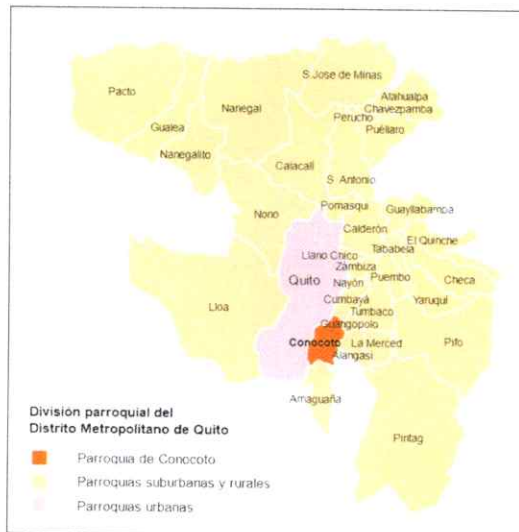 S.Jose de Minas
Pacto
Nanegal
Atahualpa
Chavezpamba
Perucho
Puéllaro
Gualea
Nanegalito
Calacalí
S. Antonio
Pomasqui
Guayllabamba
Nono
Calderón
El Quinche
Tababela
Llano Chico
Zámbiza
Quito
Nayón
Puembo
Checa
Lloa
Cumbayá
Yaruquí
Tumbaco
Guangopolo
Conocoto
La Merced
Pifo
Alangasí
Amaguaña
Pintag
División parroquial del
Distrito Metropolitano de Quito
Parroquia de Conocoto
Parroquias suburbanas y rurales
Parroquias urbanas